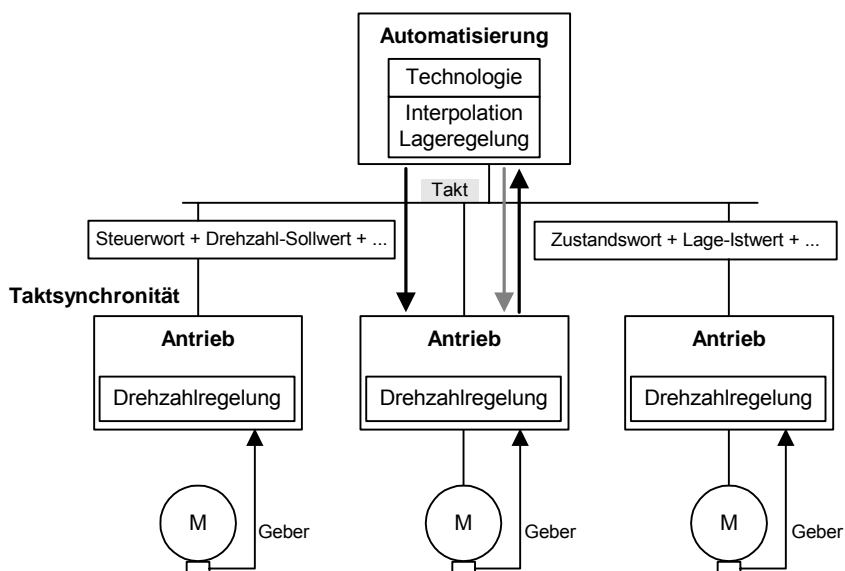 Automatisierung
Technologie
Interpolation
Lageregelung
Takt
Steuerwort + Drehzahl-Sollwert + ...
Zustandswort + Lage-Istwert + ...
Taktsynchronität
Antrieb
Antrieb
Antrieb
Drehzahlregelung
Drehzahlregelung
Drehzahlregelung
M
Geber
M
Geber
M
Geber